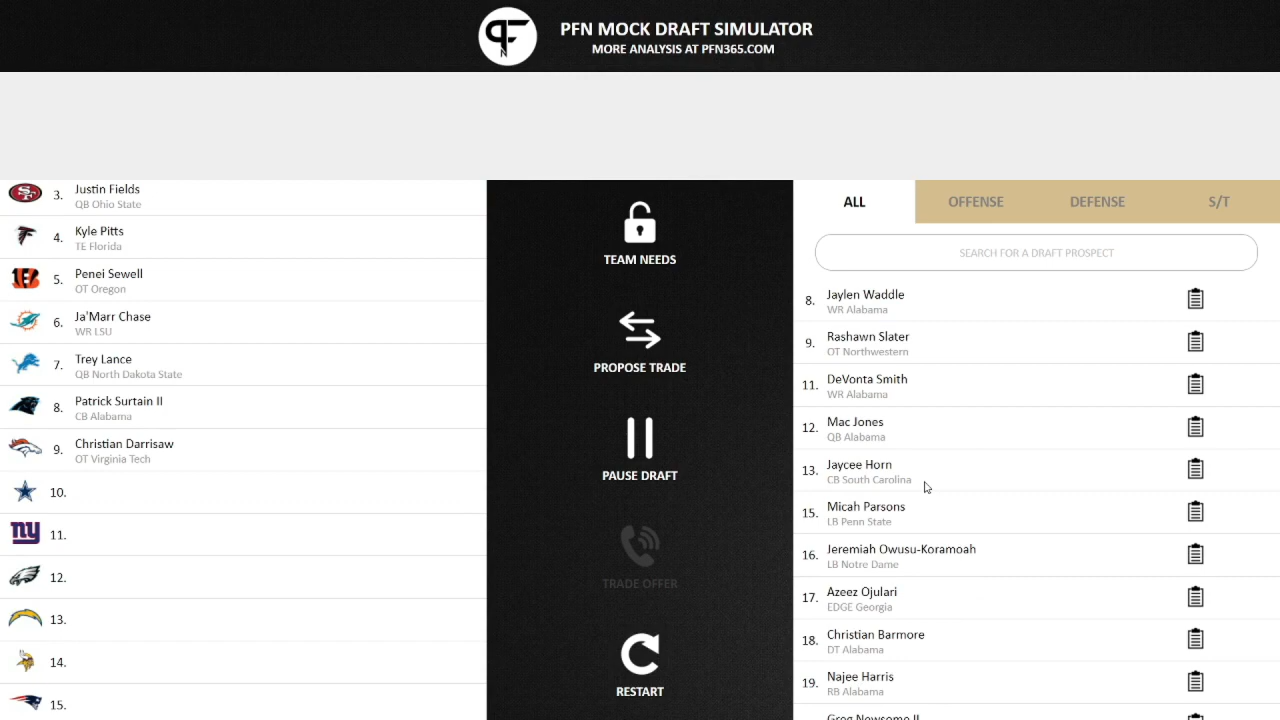 PFN MOCK DRAFT SIMULATOR
MORE ANALYSIS AT PFN365.COM
3. Justin Fields
QB Ohio State
4. Kyle Pitts
TE Florida
5. Penei Sewell
OT Oregon
6. Ja'Marr Chase
WR LSU
7. Trey Lance
QB North Dakota State
8. Patrick Surtain II
CB Alabama
9. Christian Darrisaw
OT Virginia Tech
10.
11.
12.
13.
14.
15.
TEAM NEEDS
PROPOSE TRADE
PAUSE DRAFT
TRADE OFFER
RESTART
ALL OFFENSE DEFENSE S/T
SEARCH FOR A DRAFT PROSPECT
8. Jaylen Waddle
WR Alabama
9. Rashawn Slater
OT Northwestern
11. DeVonta Smith
WR Alabama
12. Mac Jones
QB Alabama
13. Jaycee Horn
CB South Carolina
15. Micah Parsons
LB Penn State
16. Jeremiah Owusu-Koramoah
LB Notre Dame
17. Azeez Ojulari
EDGE Georgia
18. Christian Barmore
DT Alabama
19. Najee Harris
RB Alabama
Greg Newsome II